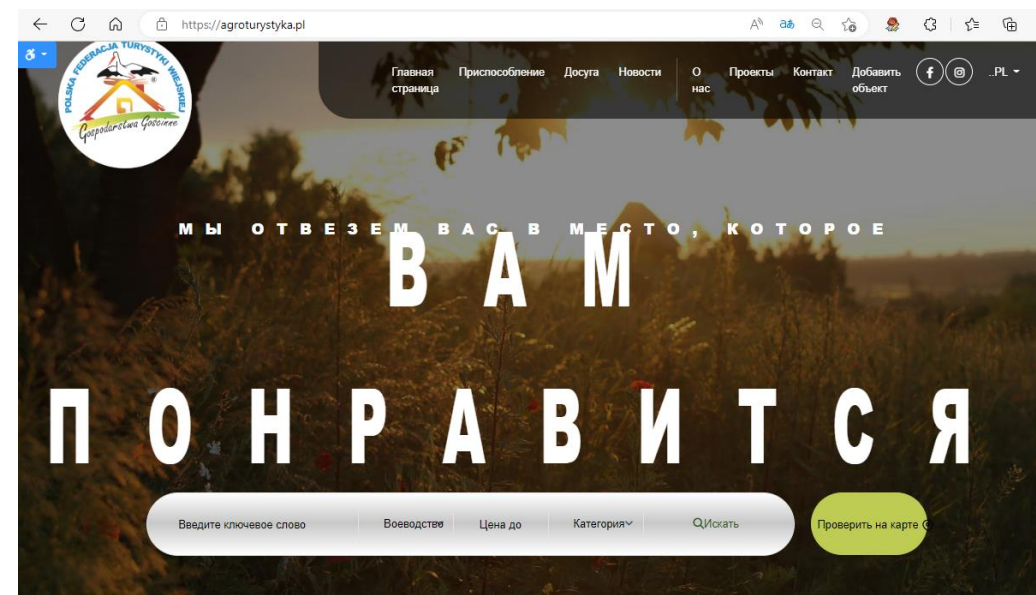 https://agroturystyka.pl
POLSKA FEDERACJA TURYSTYKI WIEJSKIEJ
Gospodarstwa Gościnne
Главная страница
Приспособление
Досуга
Новости
О нас
Проекты
Контакт
Добавить объект
..PL
МЫ ОТВЕЗЕМ ВАС В МЕСТО, КОТОРОЕ
ВАМ
ПОНРАВИТСЯ
Введите ключевое слово
Воеводство
Цена до
Категория
Искать
Проверить на карте